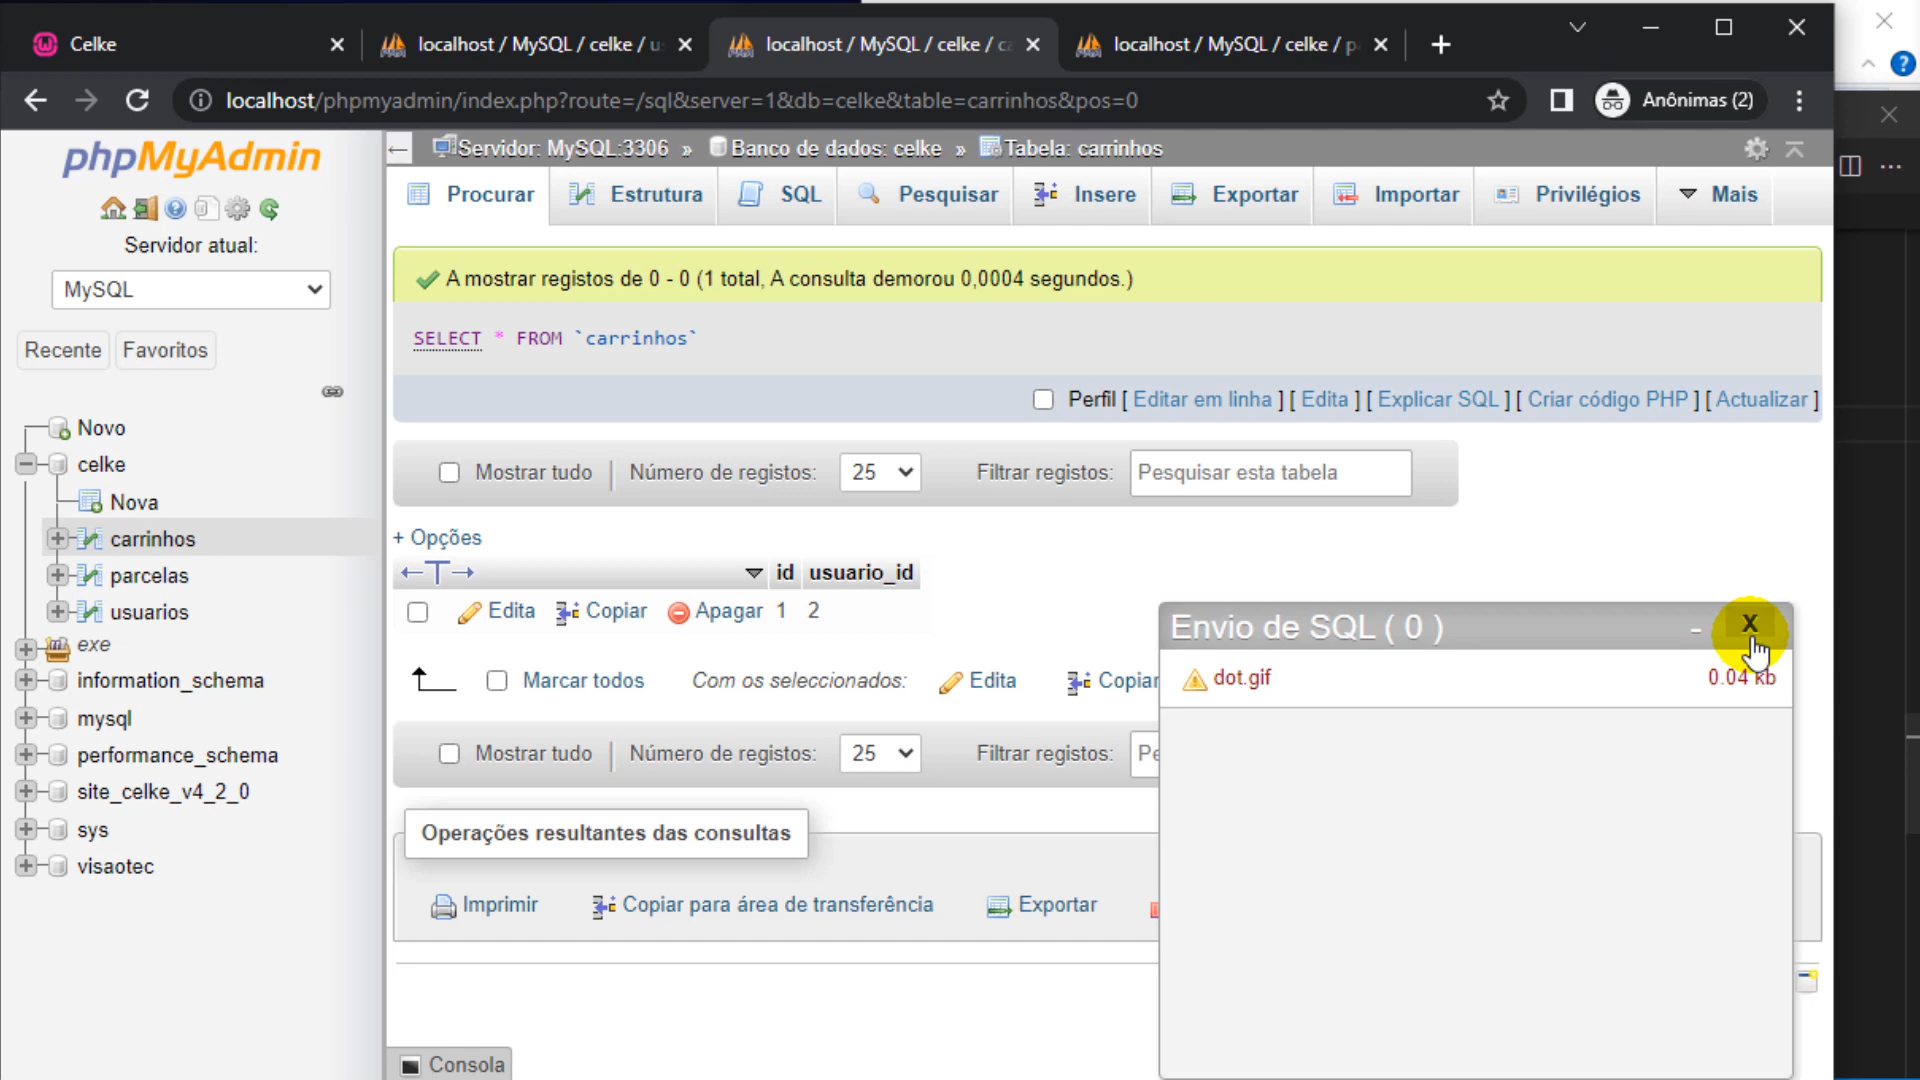 Celke
localhost / MySQL / celke / u
localhost / MySQL / celke / c
localhost / MySQL / celke / p
localhost/phpmyadmin/index.php?route=/sql&server=1&db=celke&table=carrinhos&pos=0
Anônimas (2)
phpMyAdmin
Servidor atual:
MySQL
Recente
Favoritos
Novo
celke
Nova
carrinhos
parcelas
usuarios
exe
information_schema
mysql
performance_schema
site_celke_v4_2_0
sys
visaotec
Servidor: MySQL:3306 » Banco de dados: celke » Tabela: carrinhos
Procurar
Estrutura
SQL
Pesquisar
Insere
Exportar
Importar
Privilégios
Mais
A mostrar registos de 0 - 0 (1 total, A consulta demorou 0,0004 segundos.)
SELECT * FROM `carrinhos`
Perfil [ Editar em linha ] [ Edita ] [ Explicar SQL ] [ Criar código PHP ] [ Actualizar ]
Mostrar tudo
Número de registos:
25
Filtrar registos:
Pesquisar esta tabela
+ Opções
id usuario_id
Edita Copiar Apagar 1 2
Marcar todos Com os seleccionados: Edita Copiar
Mostrar tudo
Número de registos:
25
Filtrar registos:
Pe
Operações resultantes das consultas
Imprimir
Copiar para área de transferência
Exportar
Envio de SQL ( 0 )
- X
dot.gif
0.04 kb
Consola